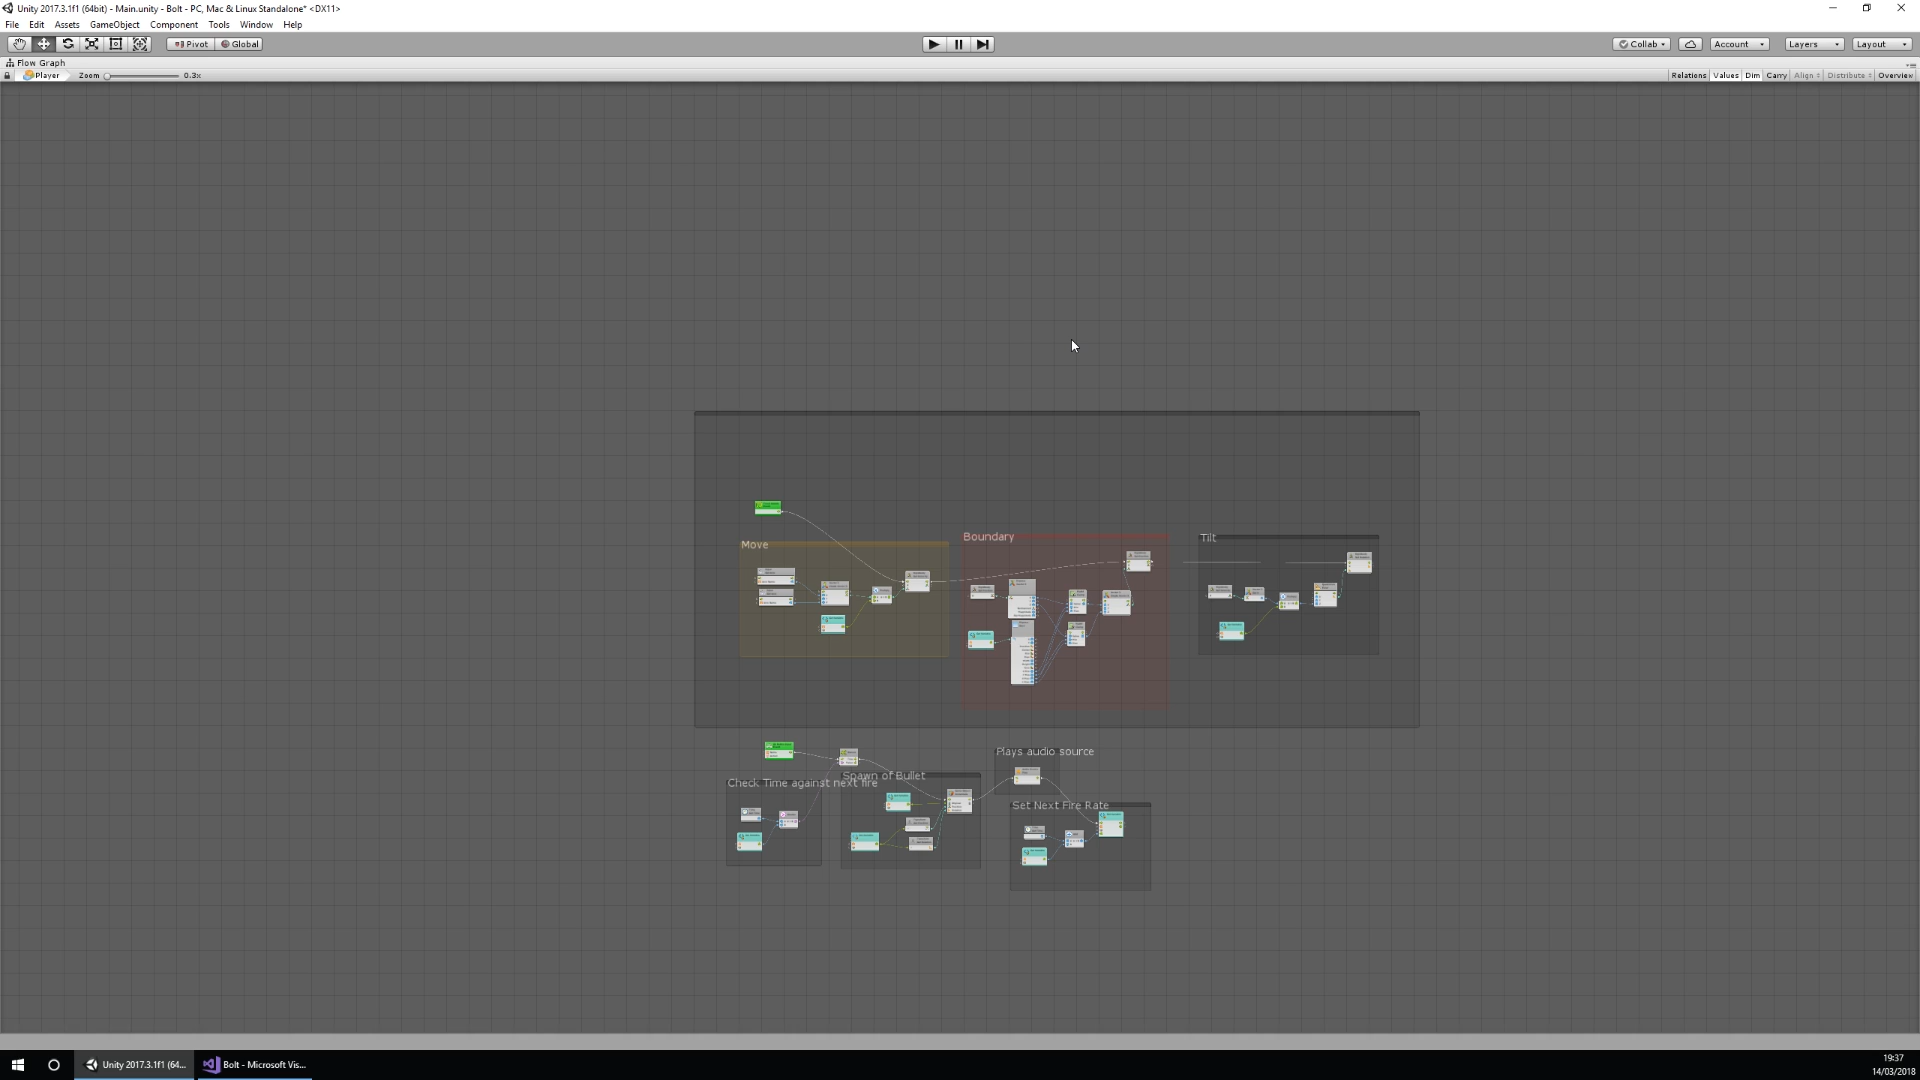 Unity 2017.3.1f1 (64bit) - Main.unity - Bolt - PC, Mac & Linux Standalone* <DX11>
File Edit Assets GameObject Component Tools Window Help
Pivot Global Collab Account Layers Layout
Flow Graph
Player Zoom 0.3x Relations Values Dim Carry Align Distribute Overview
Move
Boundary
Tilt
Check Time against next fire
Spawn of Bullet
Plays audio source
Set Next Fire Rate
Unity 2017.3.1f1 (64...
Bolt - Microsoft Vis...
19:37
14/03/2018